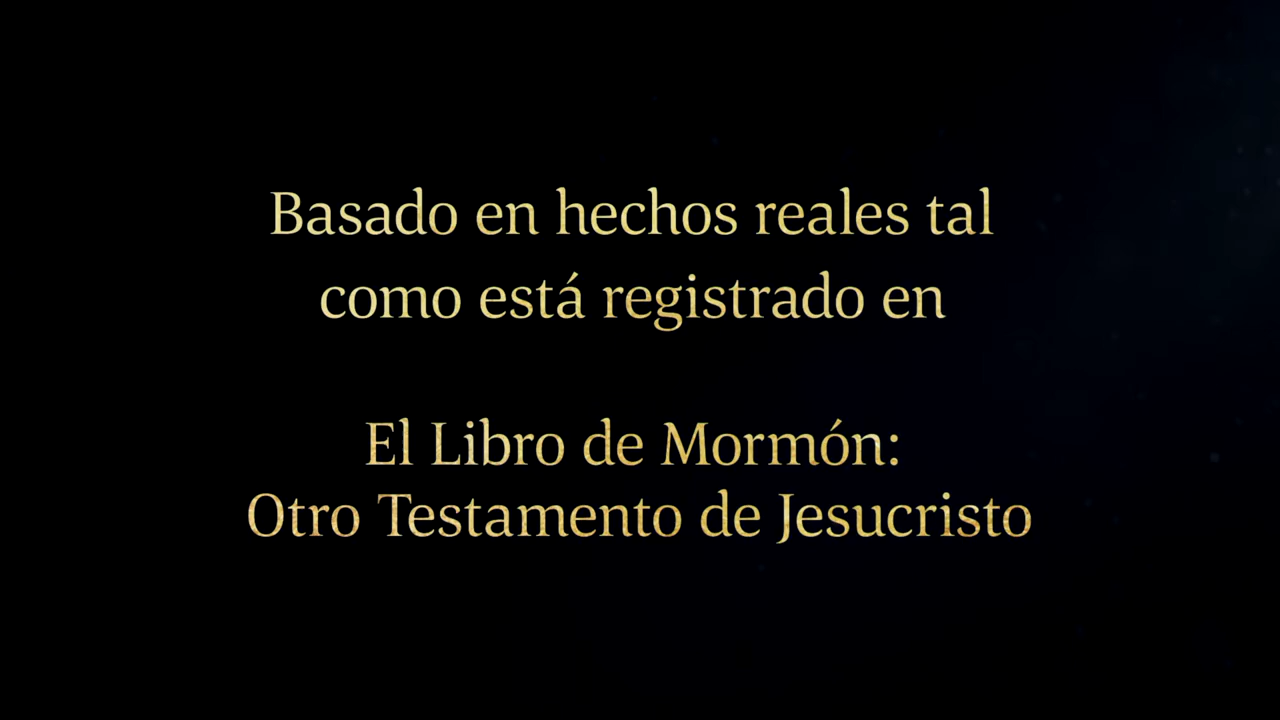 Basado en hechos reales tal
como está registrado en
El Libro de Mormón:
Otro Testamento de Jesucristo